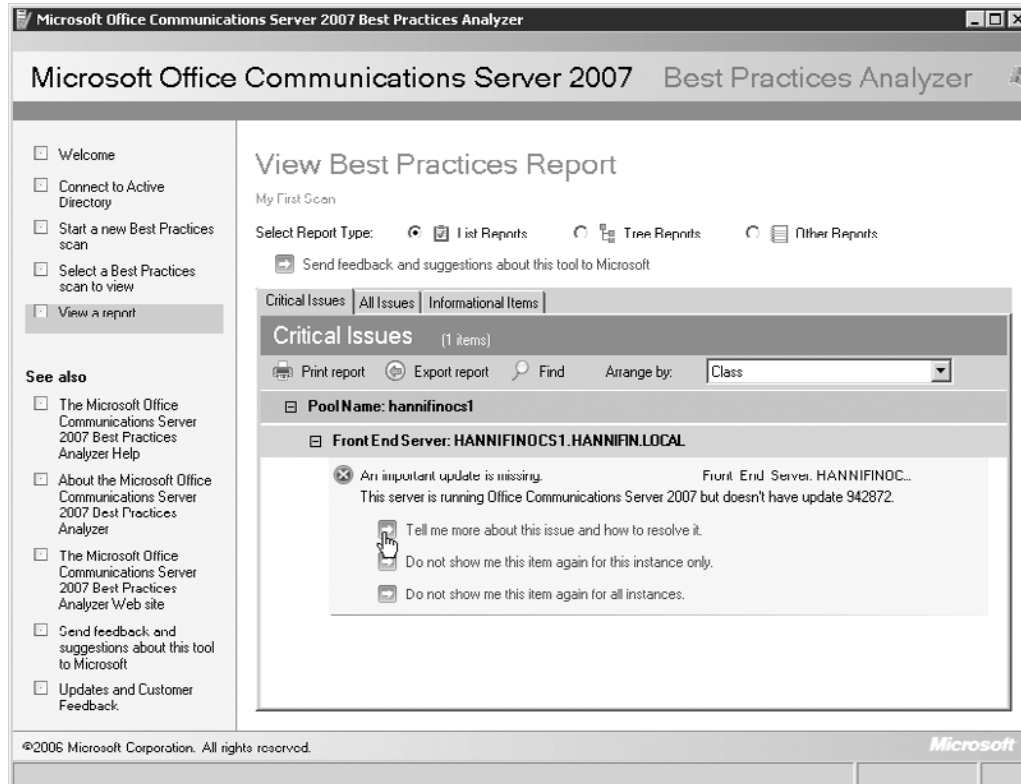 Microsoft Office Communications Server 2007 Best Practices Analyzer
Microsoft Office Communications Server 2007 Best Practices Analyzer
Welcome
Connect to Active
Directory
Start a new Best Practices
scan
Select a Best Practices
scan to view
View a report
See also
The Microsoft Office
Communications Server
2007 Best Practices
Analyzer Help
About the Microsoft Office
Communications Server
2007 Best Practices
Analyzer
The Microsoft Office
Communications Server
2007 Best Practices
Analyzer Web site
Send feedback and
suggestions about this tool
to Microsoft
Updates and Customer
Feedback.
View Best Practices Report
My First Scan
Select Report Type: List Reports Tree Reports Other Reports
Send feedback and suggestions about this tool to Microsoft
Critical Issues All Issues Informational Items
Critical Issues (1 items)
Print report Export report Find Arrange by: Class
Pool Name: hannifinocs1
Front End Server: HANNIFINOCS1.HANNIFIN.LOCAL
An important update is missing. Front End Server: HANNIFINOC...
This server is running Office Communications Server 2007 but doesn't have update 942872.
Tell me more about this issue and how to resolve it.
Do not show me this item again for this instance only.
Do not show me this item again for all instances.
©2006 Microsoft Corporation. All rights reserved.
Microsoft